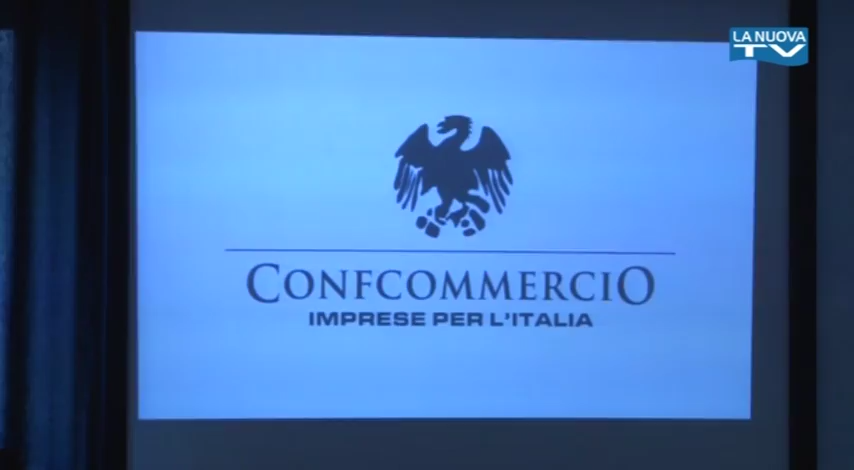 LA NUOVA
TV
CONFCOMMERCIO
IMPRESE PER L'ITALIA